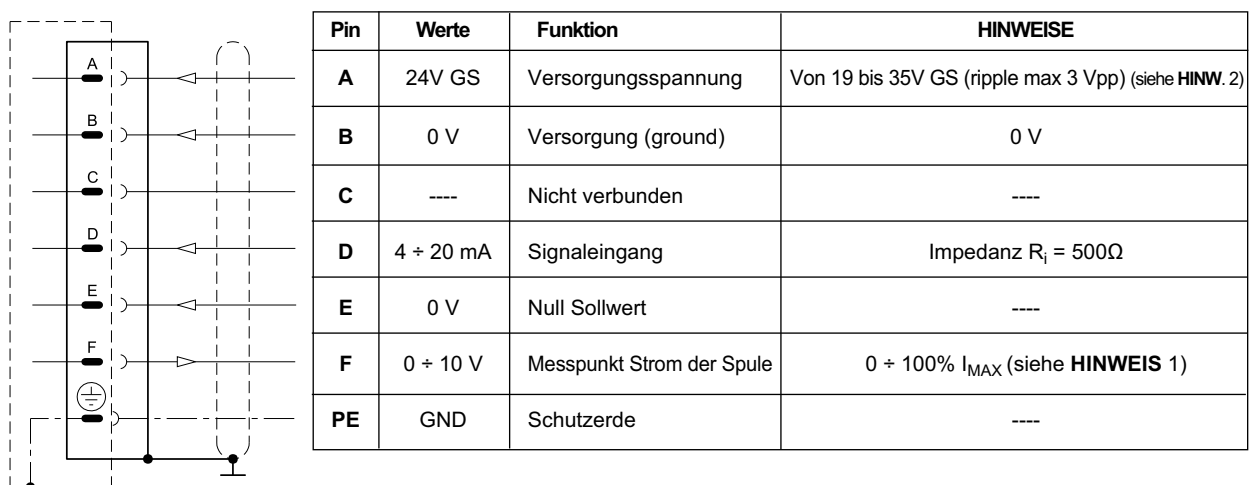 A
B
C
D
E
F
Pin Werte Funktion HINWEISE
A 24V GS Versorgungsspannung Von 19 bis 35V GS (ripple max 3 Vpp) (siehe HINW. 2)
B 0 V Versorgung (ground) 0 V
C ---- Nicht verbunden ----
D 4 ÷ 20 mA Signaleingang Impedanz Ri = 500Ω
E 0 V Null Sollwert ----
F 0 ÷ 10 V Messpunkt Strom der Spule 0 ÷ 100% IMAX (siehe HINWEIS 1)
PE GND Schutzerde ----